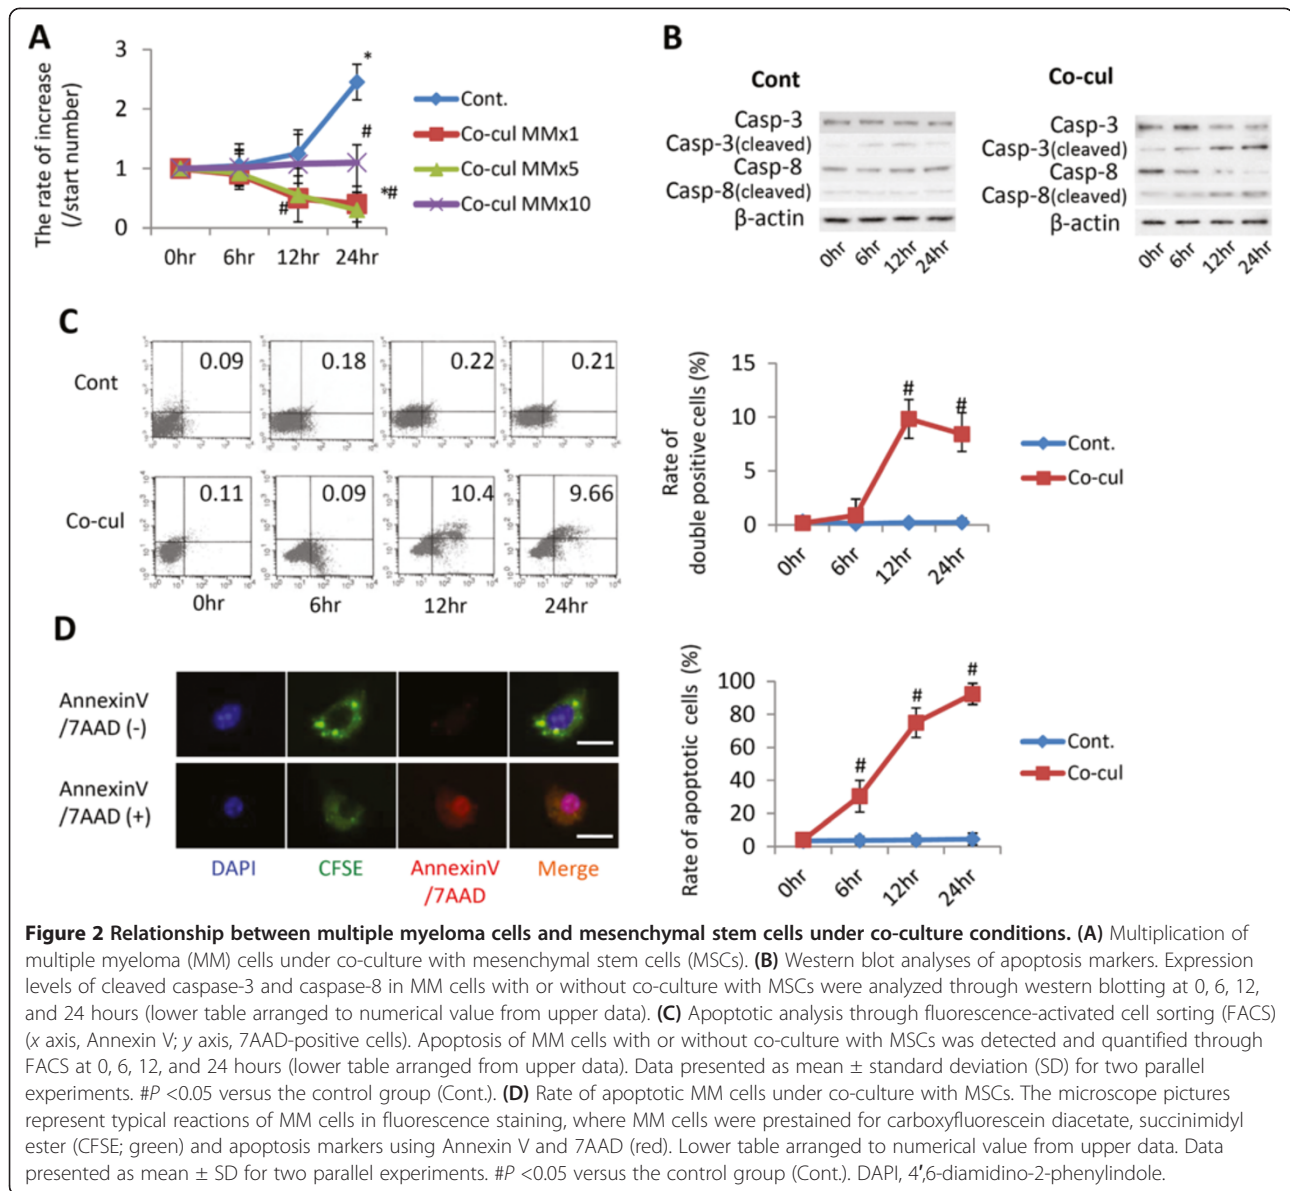 A
The rate of increase
(/start number)
3
2
1
0
*
#
#
*#
0hr 6hr 12hr 24hr
Cont.
Co-cul MMx1
Co-cul MMx5
Co-cul MMx10
B
Cont
Casp-3
Casp-3(cleaved)
Casp-8
Casp-8(cleaved)
β-actin
0hr 6hr 12hr 24hr
Co-cul
Casp-3
Casp-3(cleaved)
Casp-8
Casp-8(cleaved)
β-actin
0hr 6hr 12hr 24hr
C
Cont
0.09 0.18 0.22 0.21
Co-cul
0.11 0.09 10.4 9.66
0hr 6hr 12hr 24hr
Rate of
double positive cells (%)
15
10
5
0
# #
0hr 6hr 12hr 24hr
Cont.
Co-cul
D
AnnexinV
/7AAD (-)
AnnexinV
/7AAD (+)
DAPI CFSE AnnexinV
/7AAD
Merge
Rate of apoptotic cells (%)
100
80
60
40
20
0
# # #
0hr 6hr 12hr 24hr
Cont.
Co-cul
Figure 2 Relationship between multiple myeloma cells and mesenchymal stem cells under co-culture conditions. (A) Multiplication of
multiple myeloma (MM) cells under co-culture with mesenchymal stem cells (MSCs). (B) Western blot analyses of apoptosis markers. Expression
levels of cleaved caspase-3 and caspase-8 in MM cells with or without co-culture with MSCs were analyzed through western blotting at 0, 6, 12,
and 24 hours (lower table arranged to numerical value from upper data). (C) Apoptotic analysis through fluorescence-activated cell sorting (FACS)
(x axis, Annexin V; y axis, 7AAD-positive cells). Apoptosis of MM cells with or without co-culture with MSCs was detected and quantified through
FACS at 0, 6, 12, and 24 hours (lower table arranged from upper data). Data presented as mean ± standard deviation (SD) for two parallel
experiments. #P <0.05 versus the control group (Cont.). (D) Rate of apoptotic MM cells under co-culture with MSCs. The microscope pictures
represent typical reactions of MM cells in fluorescence staining, where MM cells were prestained for carboxyfluorescein diacetate, succinimidyl
ester (CFSE; green) and apoptosis markers using Annexin V and 7AAD (red). Lower table arranged to numerical value from upper data. Data
presented as mean ± SD for two parallel experiments. #P <0.05 versus the control group (Cont.). DAPI, 4′,6-diamidino-2-phenylindole.